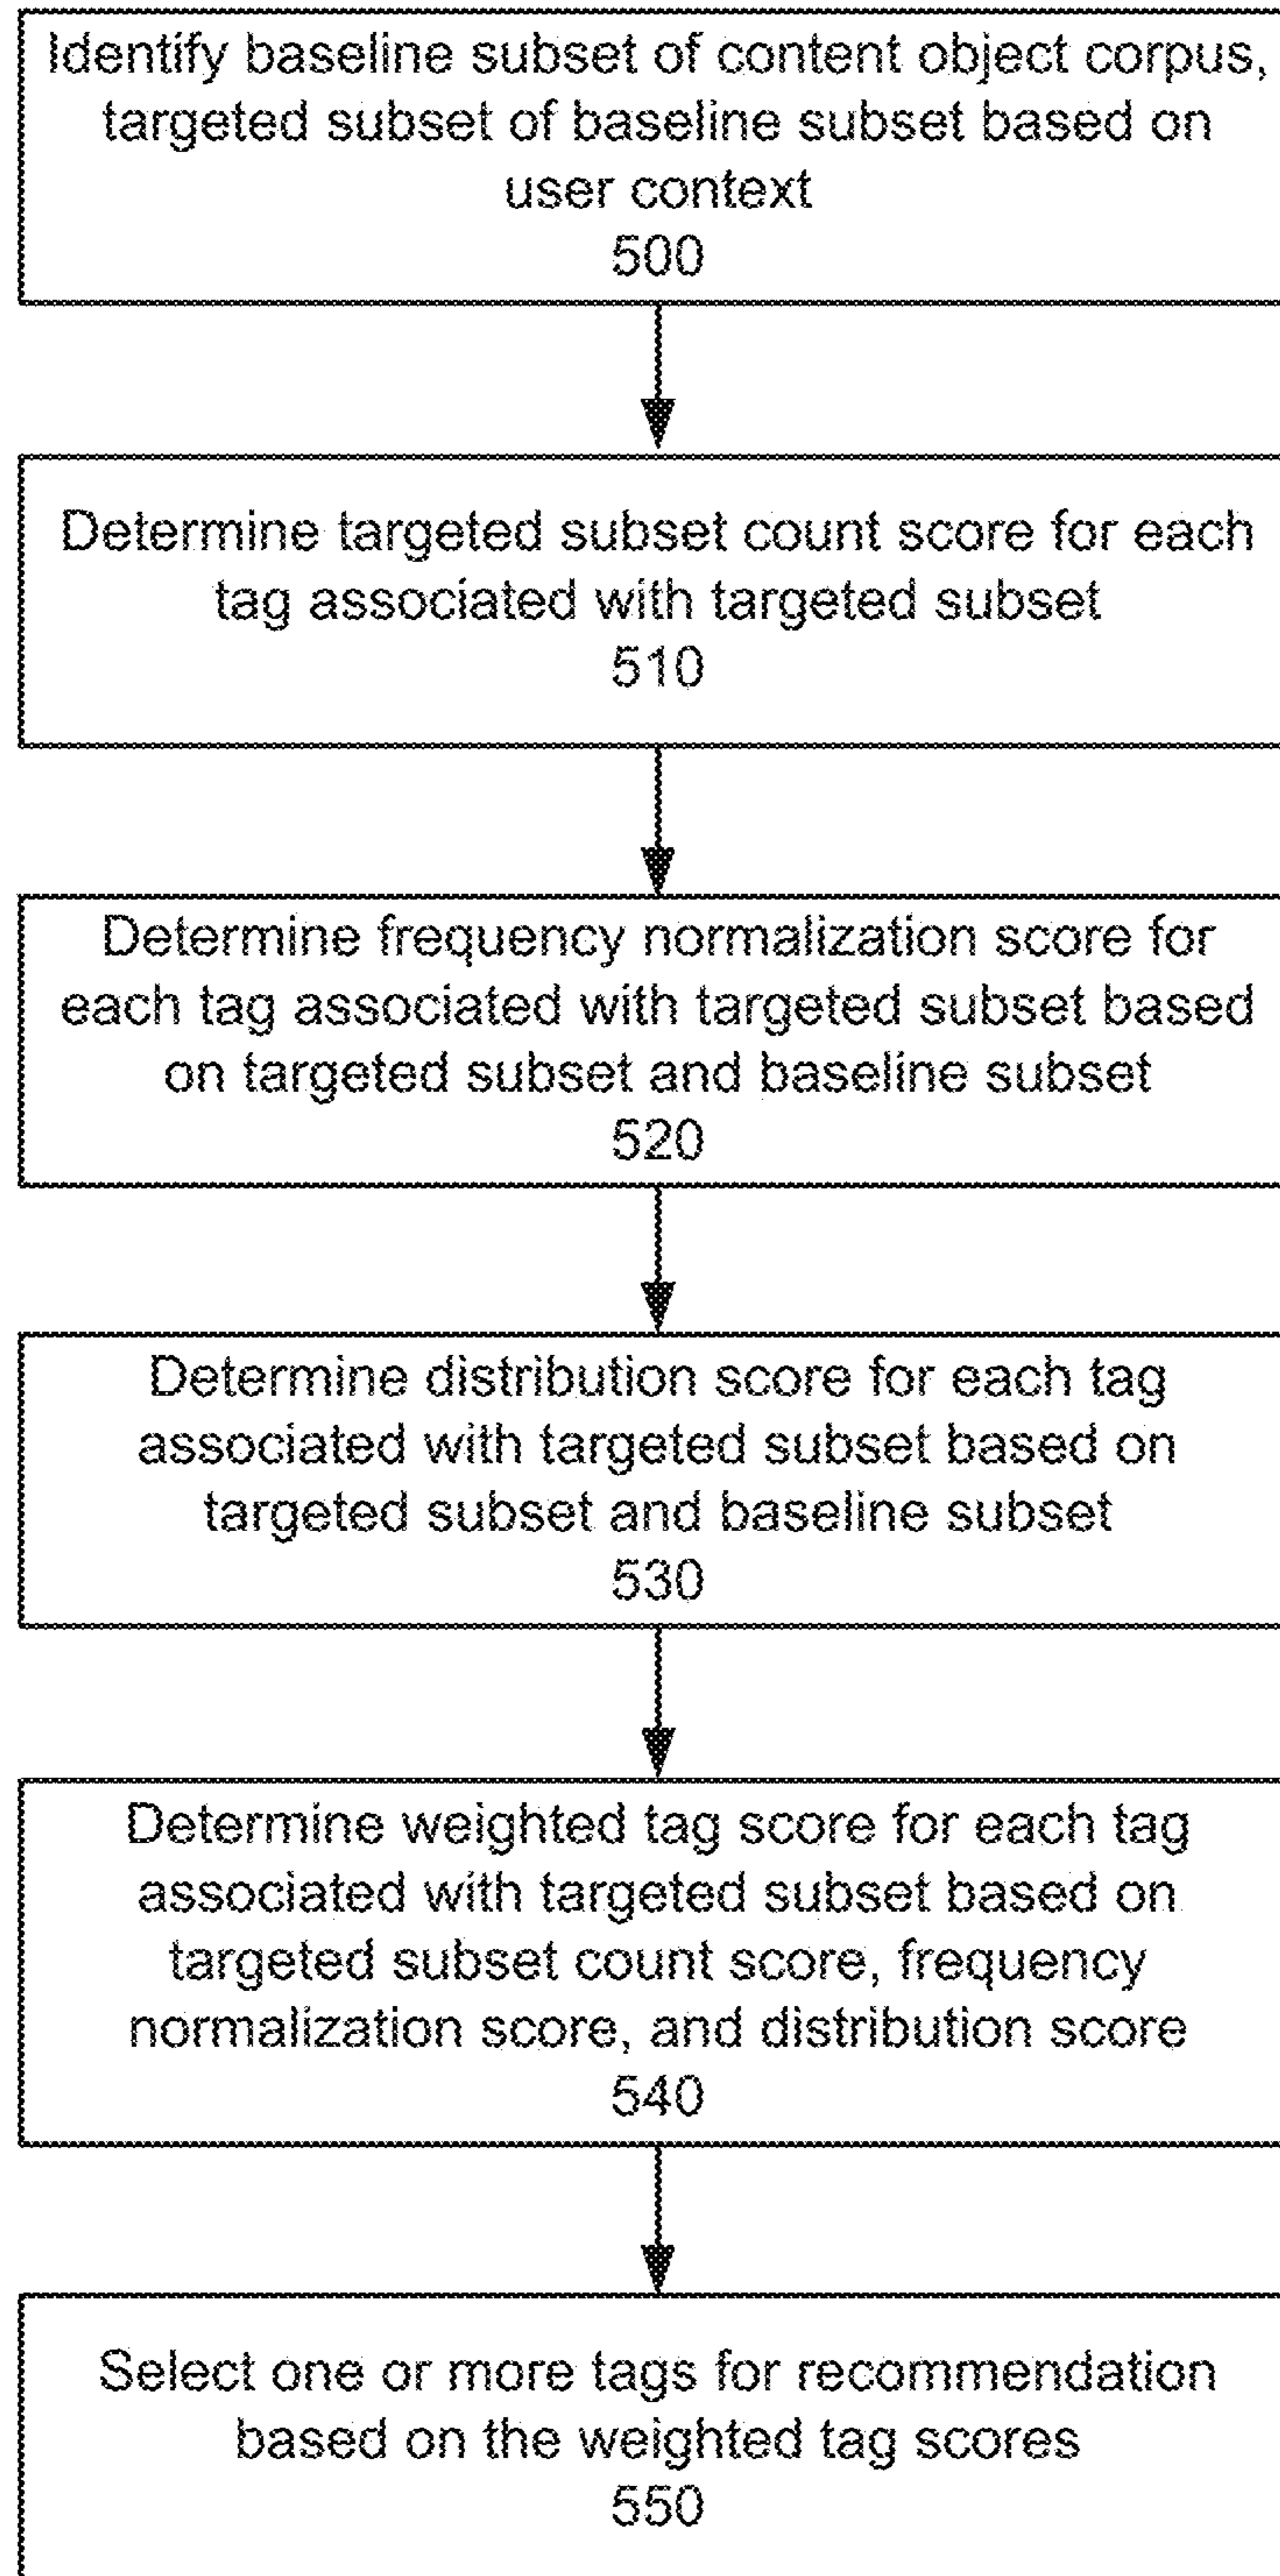 Identify baseline subset of content object corpus,
targeted subset of baseline subset based on
user context
500
Determine targeted subset count score for each
tag associated with targeted subset
510
Determine frequency normalization score for
each tag associated with targeted subset based
on targeted subset and baseline subset
520
Determine distribution score for each tag
associated with targeted subset based on
targeted subset and baseline subset
530
Determine weighted tag score for each tag
associated with targeted subset based on
targeted subset count score, frequency
normalization score, and distribution score
540
Select one or more tags for recommendation
based on the weighted tag scores
550